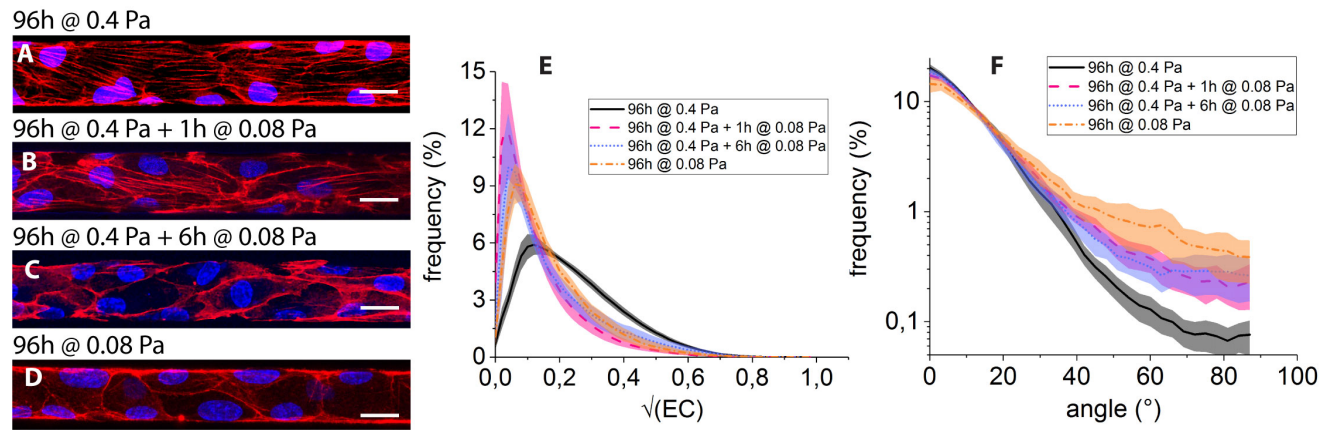 96h @ 0.4 Pa
A
96h @ 0.4 Pa + 1h @ 0.08 Pa
B
96h @ 0.4 Pa + 6h @ 0.08 Pa
C
96h @ 0.08 Pa
D
E
frequency (%)
15
12
9
6
3
0
0,0 0,2 0,4 0,6 0,8 1,0
√(EC)
96h @ 0.4 Pa
96h @ 0.4 Pa + 1h @ 0.08 Pa
96h @ 0.4 Pa + 6h @ 0.08 Pa
96h @ 0.08 Pa
F
frequency (%)
10
1
0,1
0 20 40 60 80 100
angle (°)
96h @ 0.4 Pa
96h @ 0.4 Pa + 1h @ 0.08 Pa
96h @ 0.4 Pa + 6h @ 0.08 Pa
96h @ 0.08 Pa